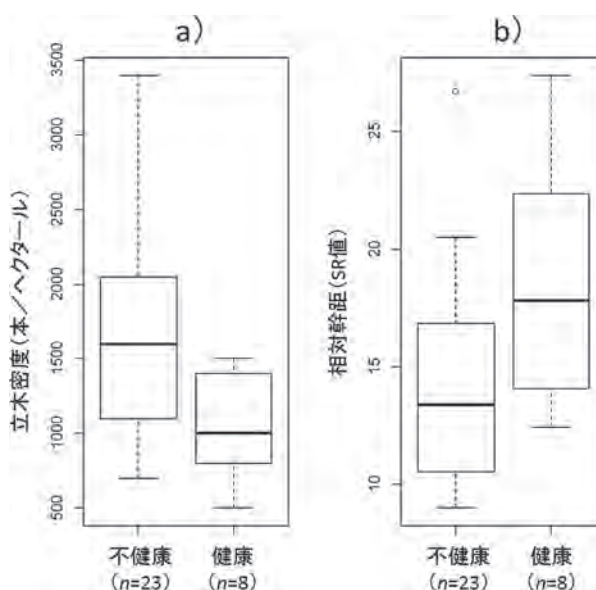 a)
立木密度(本/ヘクタール)
3500
3000
2500
2000
1500
1000
500
不健康
(n=23)
健康
(n=8)
b)
相対幹距(SR値)
25
20
15
10
不健康
(n=23)
健康
(n=8)